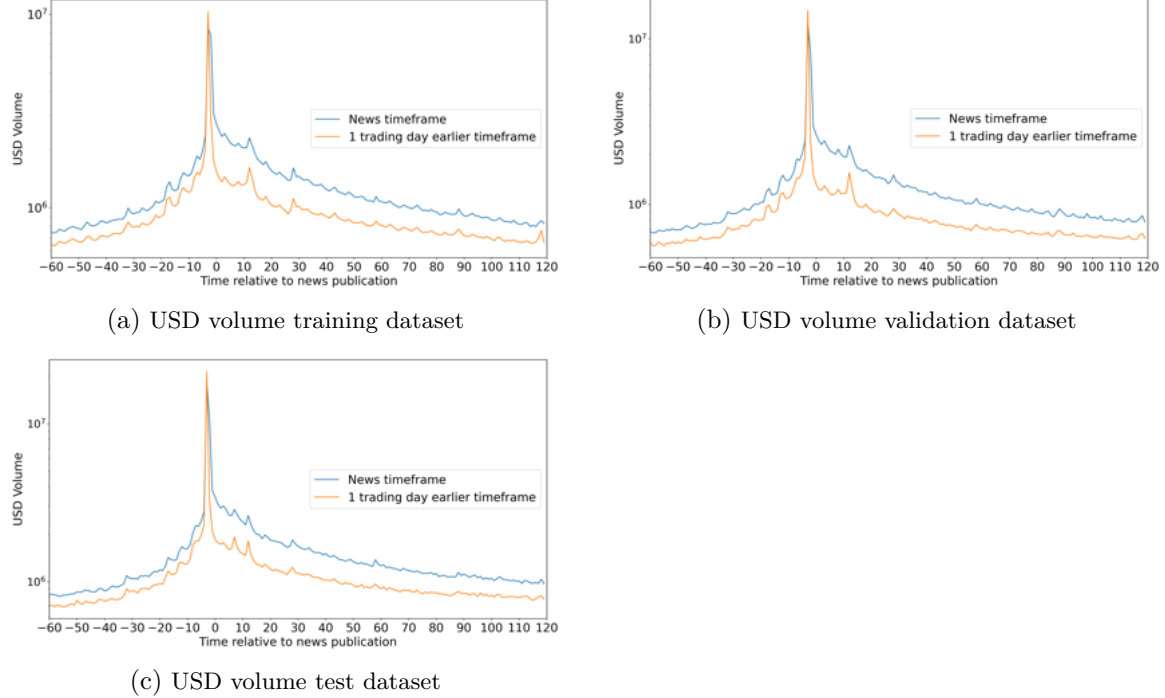 10⁷
10⁶
USD Volume
News timeframe
1 trading day earlier timeframe
−60 −50 −40 −30 −20 −10 0 10 20 30 40 50 60 70 80 90 100 110 120
Time relative to news publication
(a) USD volume training dataset
10⁷
10⁶
USD Volume
News timeframe
1 trading day earlier timeframe
−60 −50 −40 −30 −20 −10 0 10 20 30 40 50 60 70 80 90 100 110 120
Time relative to news publication
(b) USD volume validation dataset
10⁷
10⁶
USD Volume
News timeframe
1 trading day earlier timeframe
−60 −50 −40 −30 −20 −10 0 10 20 30 40 50 60 70 80 90 100 110 120
Time relative to news publication
(c) USD volume test dataset